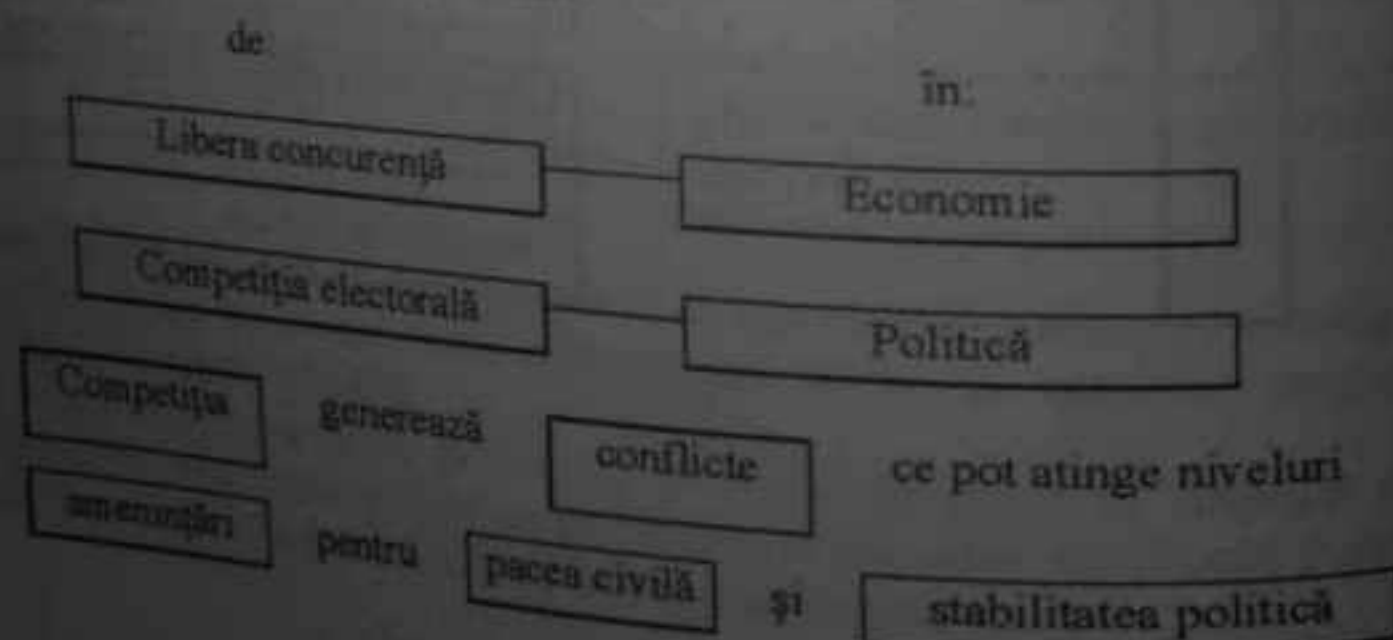 de:
în:
Libera concurență Economie
Competiția electorală Politică
Competiția generează conflicte ce pot atinge niveluri
amenințări pentru pacea civilă și stabilitatea politică